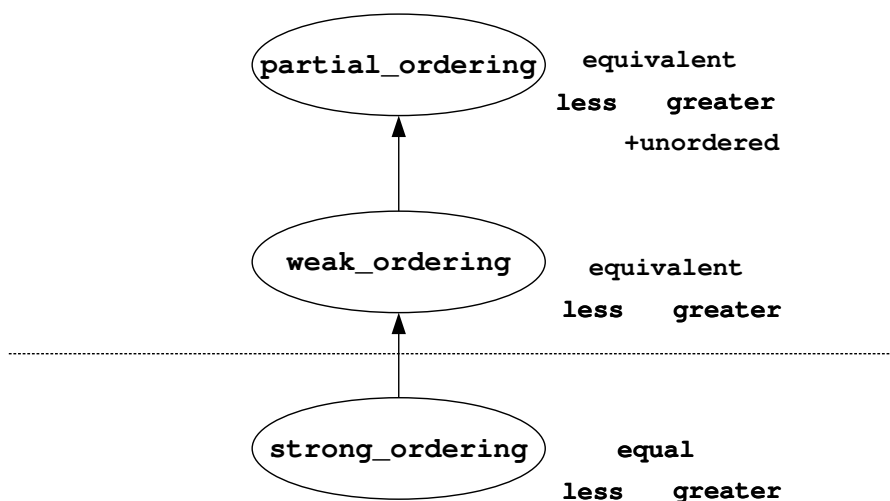 partial_ordering equivalent
less greater
+unordered
weak_ordering equivalent
less greater
strong_ordering equal
less greater